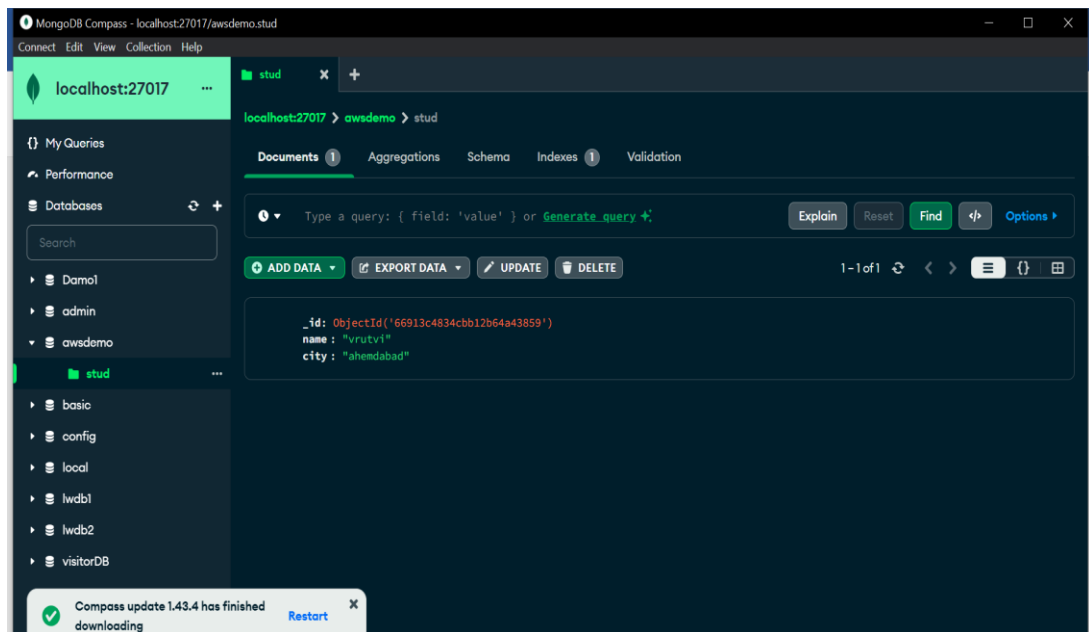 MongoDB Compass - localhost:27017/awsdemo.stud
Connect Edit View Collection Help
localhost:27017 ...
stud
localhost:27017 > awsdemo > stud
{} My Queries
Performance
Databases
Search
Damo1
admin
awsdemo
stud ...
basic
config
local
lwdb1
lwdb2
visitorDB
Documents 1 Aggregations Schema Indexes 1 Validation
Type a query: { field: 'value' } or Generate query
Explain Reset Find </> Options
ADD DATA EXPORT DATA UPDATE DELETE
1-1 of 1 {}
_id: ObjectId('66913c4834cbb12b64a43859')
name : "vrutvi"
city : "ahemdabad"
Compass update 1.43.4 has finished
downloading
Restart